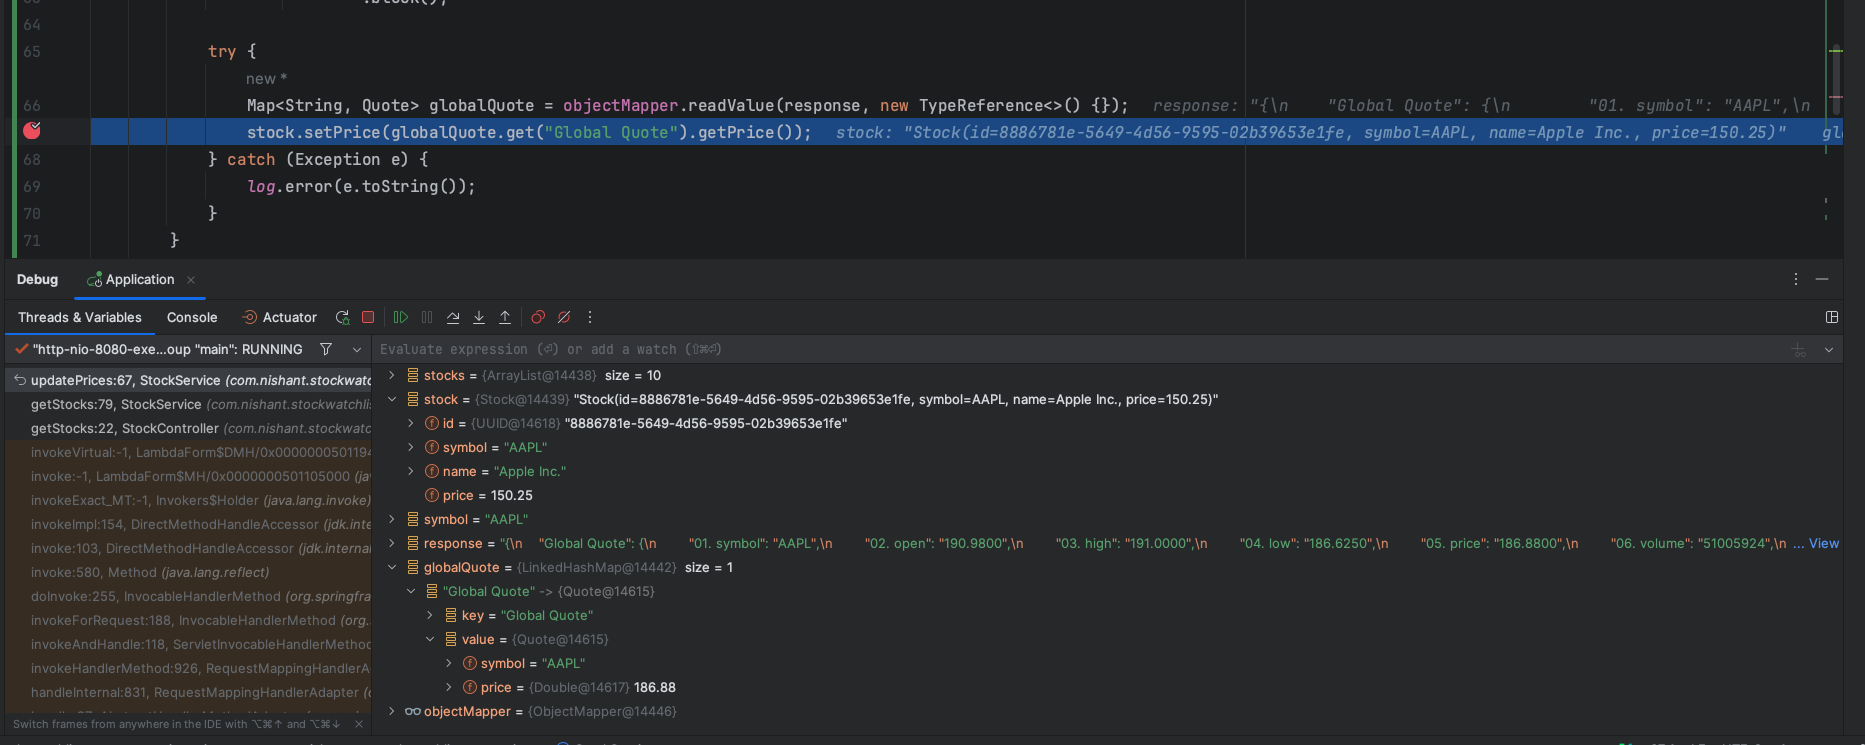 64
65 try {
new *
66 Map<String, Quote> globalQuote = objectMapper.readValue(response, new TypeReference<>() {}); response: "{\n "Global Quote": {\n "01. symbol": "AAPL",\n
stock.setPrice(globalQuote.get("Global Quote").getPrice()); stock: "Stock(id=8886781e-5649-4d56-9595-02b39653e1fe, symbol=AAPL, name=Apple Inc., price=150.25)"
68 } catch (Exception e) {
69 log.error(e.toString());
70 }
71 }
Debug Application
Threads & Variables Console Actuator
"http-nio-8080-exe...oup "main": RUNNING
Evaluate expression (⏎) or add a watch (⇧⌘⏎)
updatePrices:67, StockService (com.nishant.stockwatc
getStocks:79, StockService (com.nishant.stockwatchli
getStocks:22, StockController (com.nishant.stockwatc
invokeVirtual:-1, LambdaForm$DMH/0x0000000501194
invoke:-1, LambdaForm$MH/0x0000000501105000 (ja
invokeExact_MT:-1, Invokers$Holder (java.lang.invoke)
invokeImpl:154, DirectMethodHandleAccessor (jdk.inte
invoke:103, DirectMethodHandleAccessor (jdk.internal
invoke:580, Method (java.lang.reflect)
doInvoke:255, InvocableHandlerMethod (org.springfra
invokeForRequest:188, InvocableHandlerMethod (org.
invokeAndHandle:118, ServletInvocableHandlerMethod
invokeHandlerMethod:926, RequestMappingHandlerA
handleInternal:831, RequestMappingHandlerAdapter (
Switch frames from anywhere in the IDE with ⌥⌘↑ and ⌥⌘↓
stocks = {ArrayList@14438} size = 10
stock = {Stock@14439} "Stock(id=8886781e-5649-4d56-9595-02b39653e1fe, symbol=AAPL, name=Apple Inc., price=150.25)"
id = {UUID@14618} "8886781e-5649-4d56-9595-02b39653e1fe"
symbol = "AAPL"
name = "Apple Inc."
price = 150.25
symbol = "AAPL"
response = "{\n "Global Quote": {\n "01. symbol": "AAPL",\n "02. open": "190.9800",\n "03. high": "191.0000",\n "04. low": "186.6250",\n "05. price": "186.8800",\n "06. volume": "51005924",\n ... View
globalQuote = {LinkedHashMap@14442} size = 1
"Global Quote" -> {Quote@14615}
key = "Global Quote"
value = {Quote@14615}
symbol = "AAPL"
price = {Double@14617} 186.88
objectMapper = {ObjectMapper@14446}